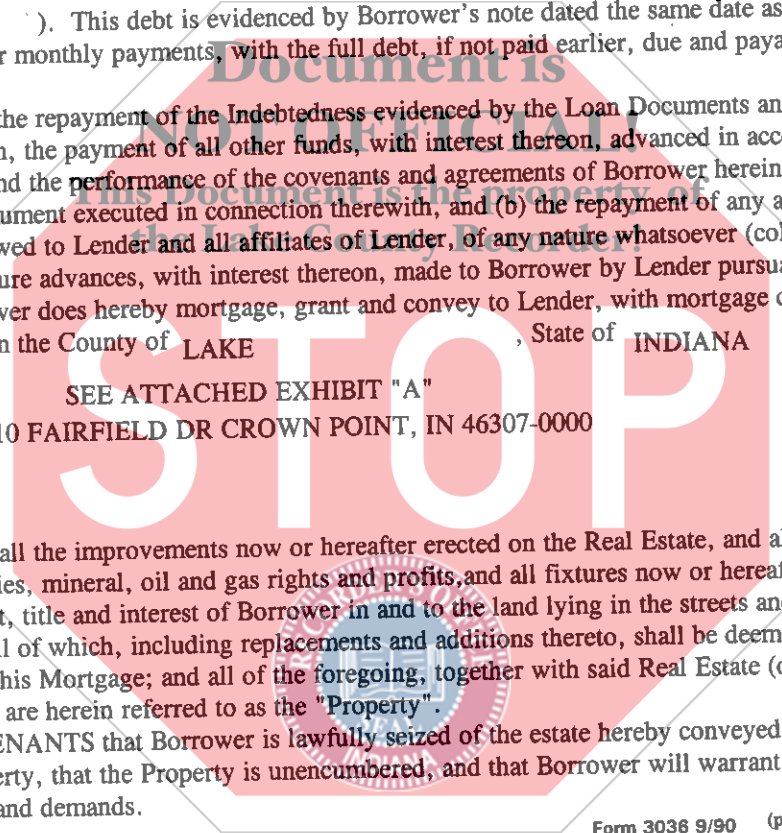 ). This debt is evidenced by Borrower's note dated the same date as
monthly payments, with the full debt, if not paid earlier, due and paya
Document is
the repayment of the Indebtedness evidenced by the Loan Documents an
NOT OFFICIAL!
n, the payment of all other funds, with interest thereon, advanced in acc
nd the performance of the covenants and agreements of Borrower herein
This Document is the property of
ument executed in connection therewith, and (b) the repayment of any a
the Lake County Recorder!
wed to Lender and all affiliates of Lender, of any nature whatsoever (col
ure advances, with interest thereon, made to Borrower by Lender pursua
wer does hereby mortgage, grant and convey to Lender, with mortgage c
n the County of LAKE , State of INDIANA
SEE ATTACHED EXHIBIT "A"
10 FAIRFIELD DR CROWN POINT, IN 46307-0000
STOP
all the improvements now or hereafter erected on the Real Estate, and a
ies, mineral, oil and gas rights and profits,and all fixtures now or hereaf
t, title and interest of Borrower in and to the land lying in the streets an
ll of which, including replacements and additions thereto, shall be deem
his Mortgage; and all of the foregoing, together with said Real Estate (o
are herein referred to as the "Property".
ENANTS that Borrower is lawfully seized of the estate hereby conveyed
erty, that the Property is unencumbered, and that Borrower will warrant
and demands.
SEAL
INDIANA
Form 3036 9/90 (p